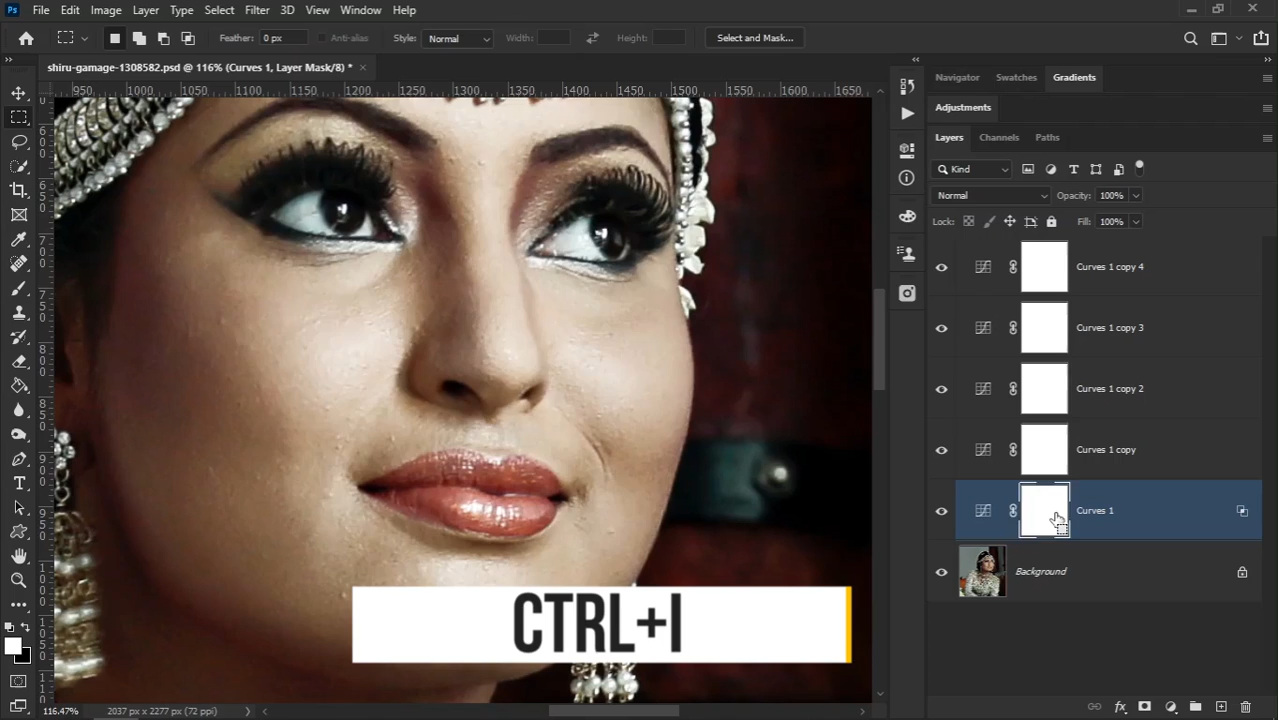 Ps File Edit Image Layer Type Select Filter 3D View Window Help
Feather: 0 px Anti-alias Style: Normal Width: Height: Select and Mask...
shiru-gamage-1308582.psd @ 116% (Curves 1, Layer Mask/8) *
950 1000 1050 1100 1150 1200 1250 1300 1350 1400 1450 1500 1550 1600 1650
Navigator Swatches Gradients
Adjustments
Layers Channels Paths
Kind
Normal Opacity: 100%
Lock: Fill: 100%
Curves 1 copy 4
Curves 1 copy 3
Curves 1 copy 2
Curves 1 copy
Curves 1
Background
CTRL+I
116.47% 2037 px x 2277 px (72 ppi)